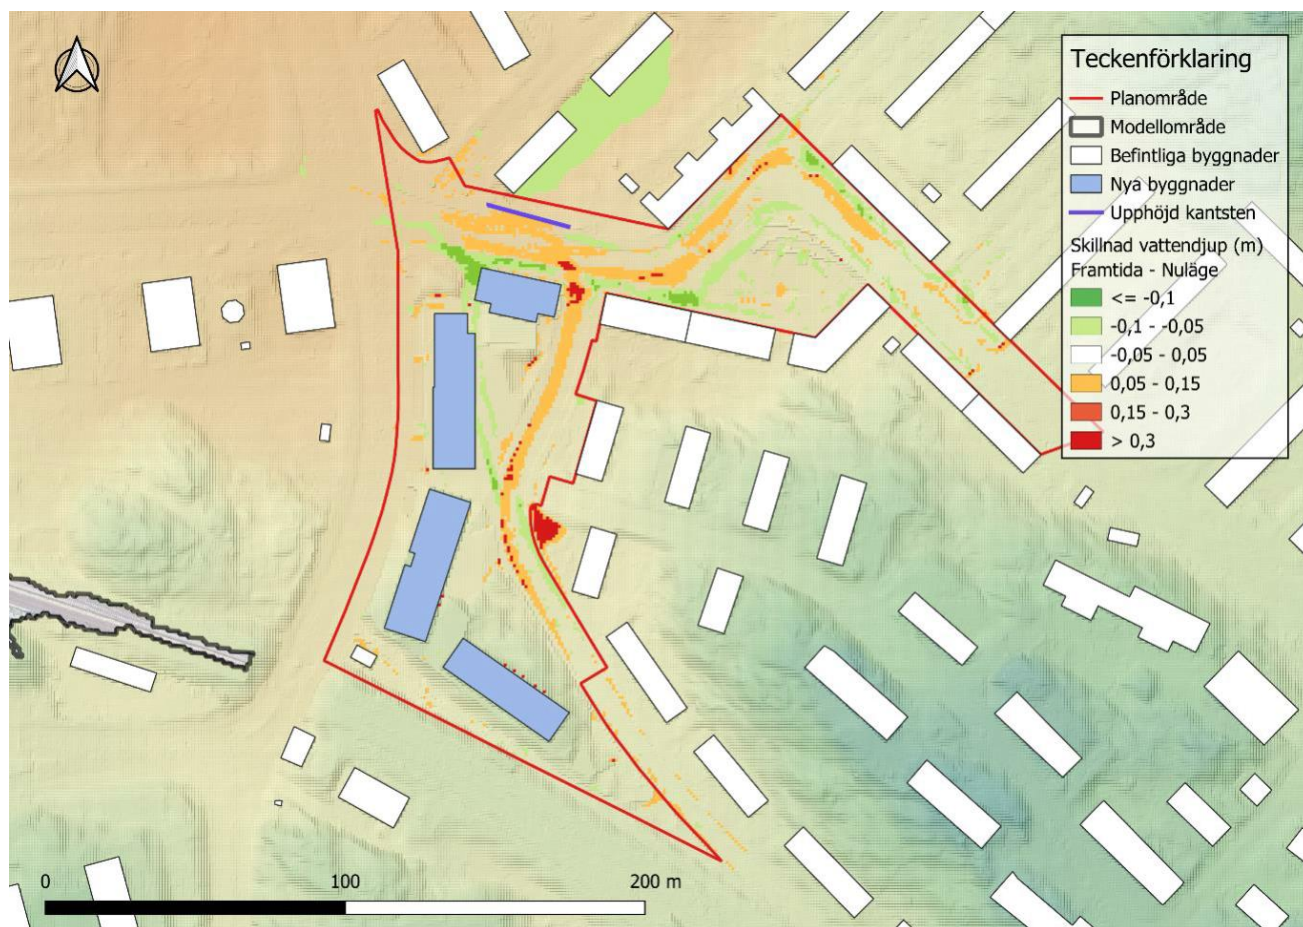 Teckenförklaring
Planområde
Modellområde
Befintliga byggnader
Nya byggnader
Upphöjd kantsten
Skillnad vattendjup (m)
Framtida - Nuläge
<= -0,1
-0,1 - -0,05
-0,05 - 0,05
0,05 - 0,15
0,15 - 0,3
> 0,3
0 100 200 m